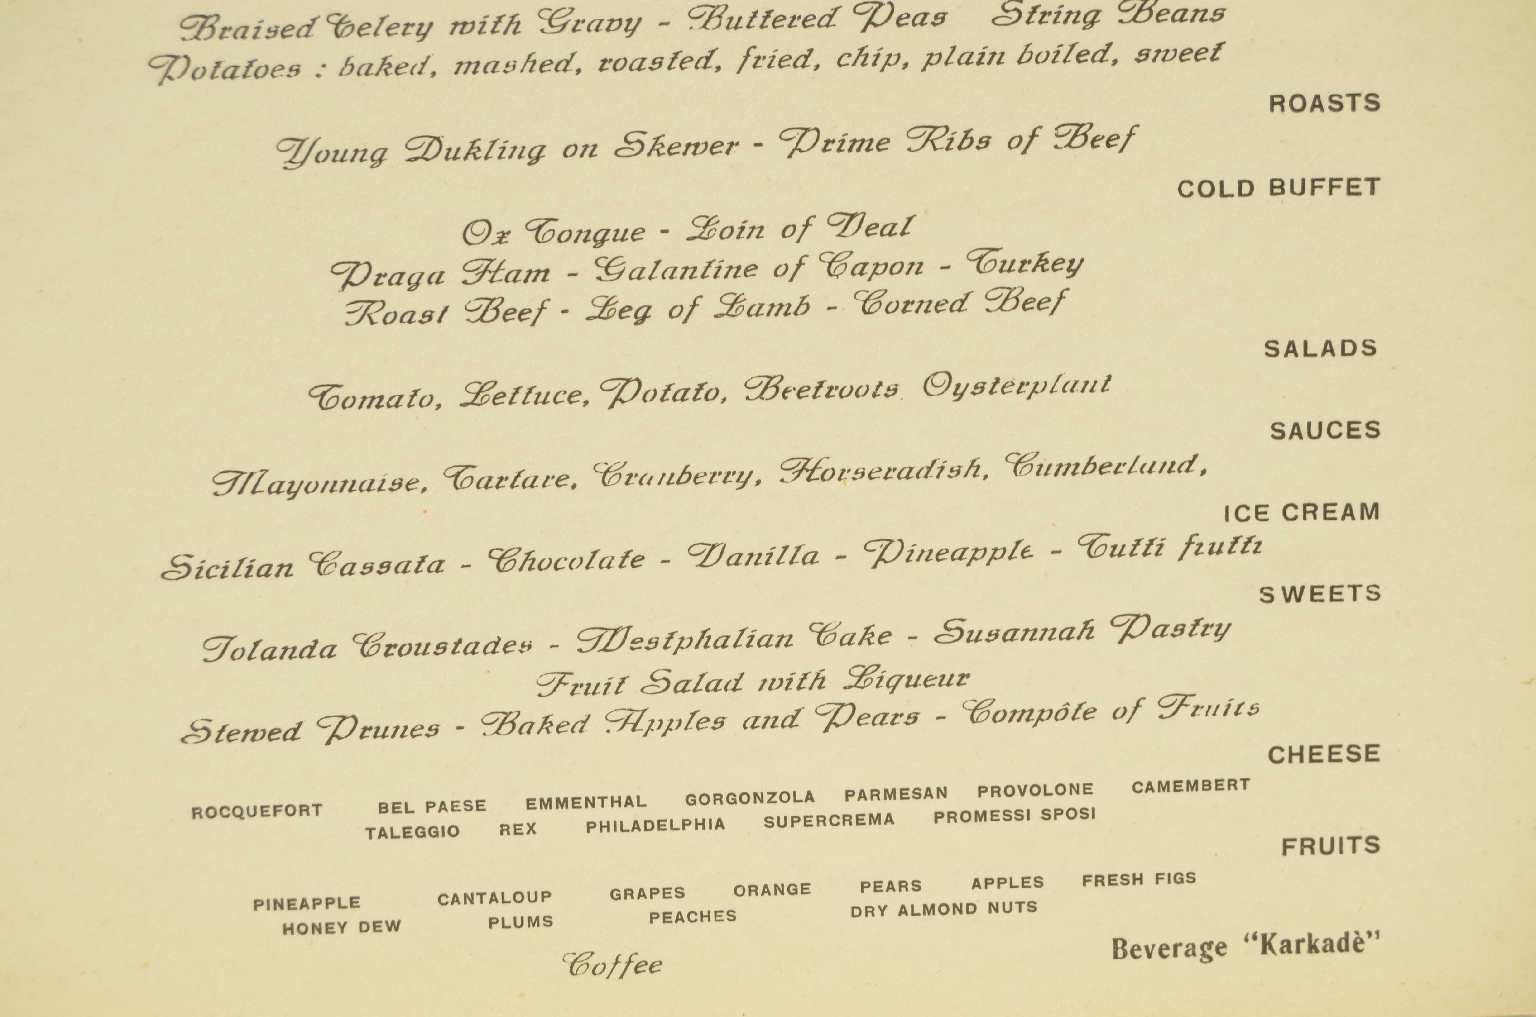 Braised Celery with Gravy - Buttered Peas String Beans
Potatoes : baked, mashed, roasted, fried, chip, plain boiled, sweet
ROASTS
Young Dukling on Skewer - Prime Ribs of Beef
COLD BUFFET
Ox Tongue - Loin of Veal
Praga Ham - Galantine of Capon - Turkey
Roast Beef - Leg of Lamb - Corned Beef
SALADS
Tomato, Lettuce, Potato, Beetroots Oysterplant
SAUCES
Mayonnaise, Tartare, Cranberry, Horseradish, Cumberland,
ICE CREAM
Sicilian Cassata - Chocolate - Vanilla - Pineapple - Tutti frutti
SWEETS
Iolanda Croustades - Westphalian Cake - Susannah Pastry
Fruit Salad with Liqueur
Stewed Prunes - Baked Apples and Pears - Compôte of Fruits
CHEESE
ROCQUEFORT BEL PAESE EMMENTHAL GORGONZOLA PARMESAN PROVOLONE CAMEMBERT
TALEGGIO REX PHILADELPHIA SUPERCREMA PROMESSI SPOSI
FRUITS
PINEAPPLE CANTALOUP GRAPES ORANGE PEARS APPLES FRESH FIGS
HONEY DEW PLUMS PEACHES DRY ALMOND NUTS
Beverage “Karkadè”
Coffee